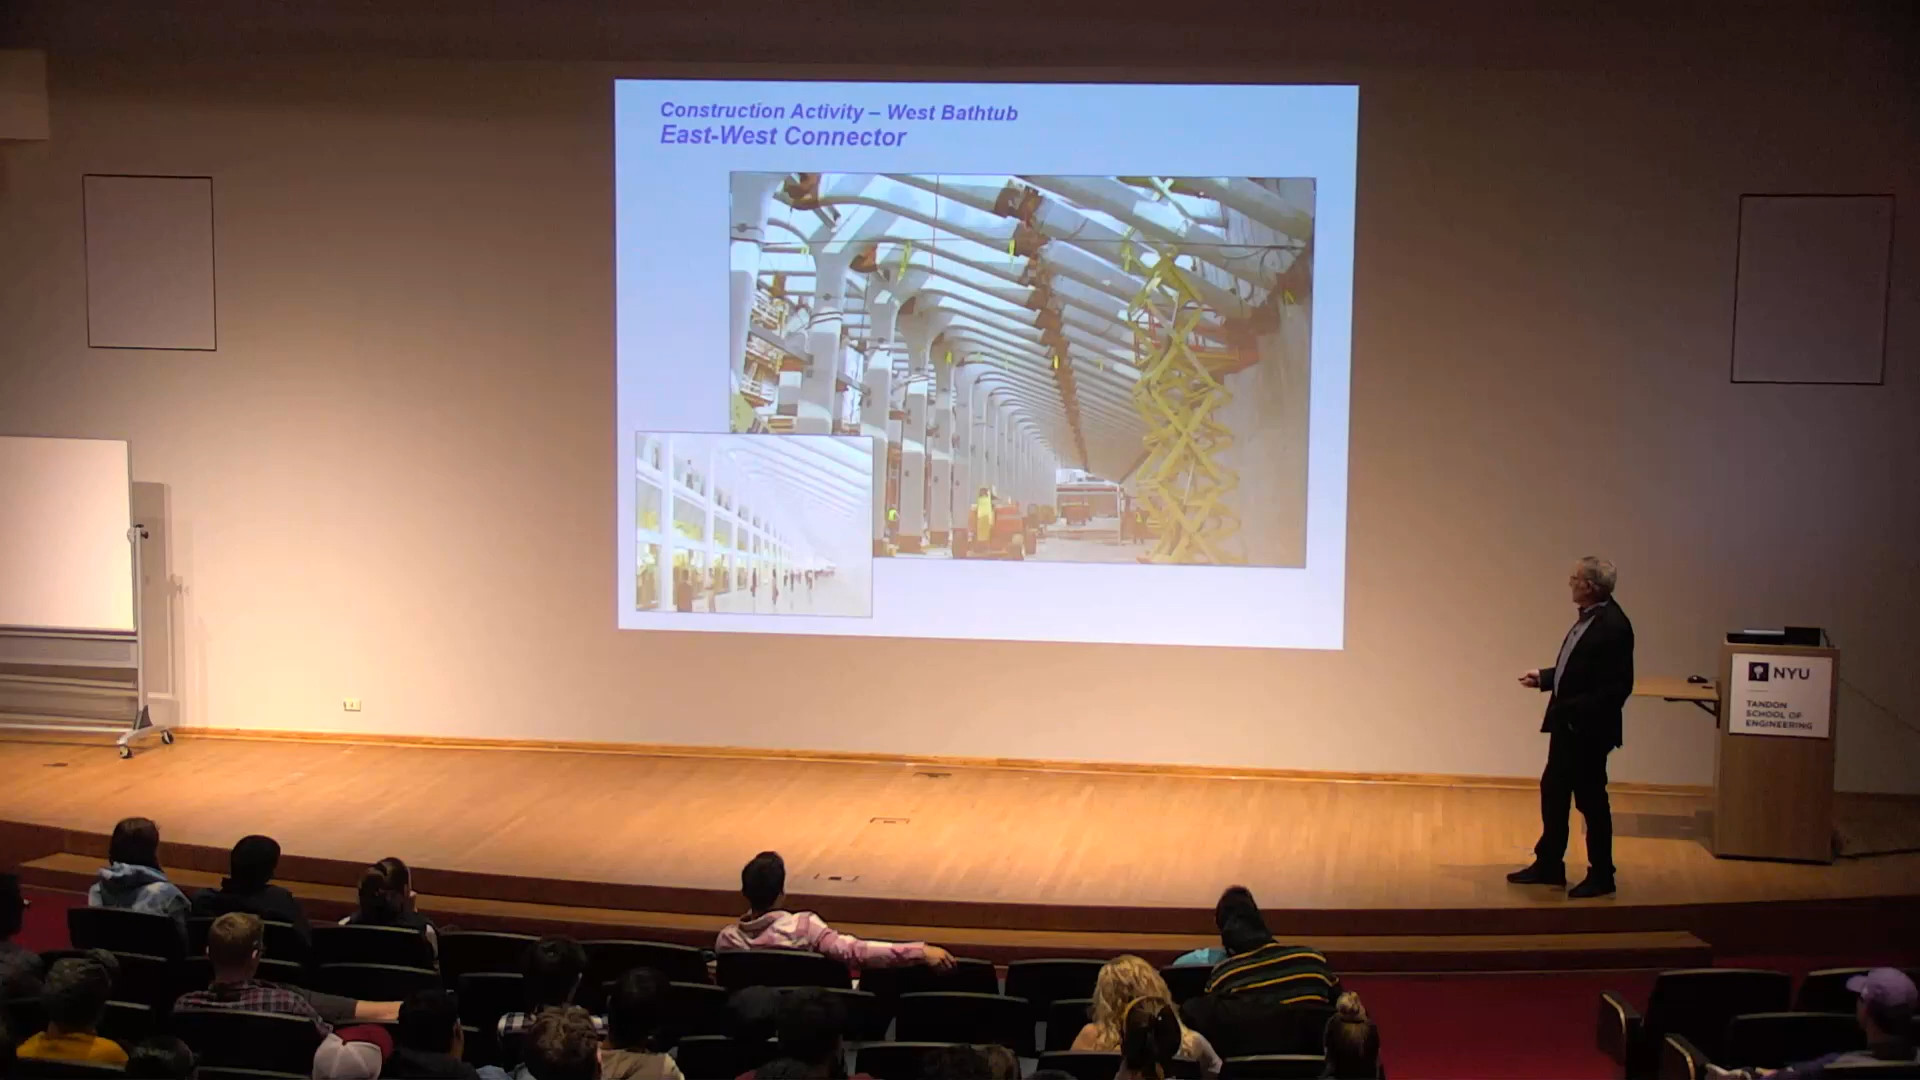 Construction Activity – West Bathtub
East-West Connector
NYU
TANDON
SCHOOL OF
ENGINEERING